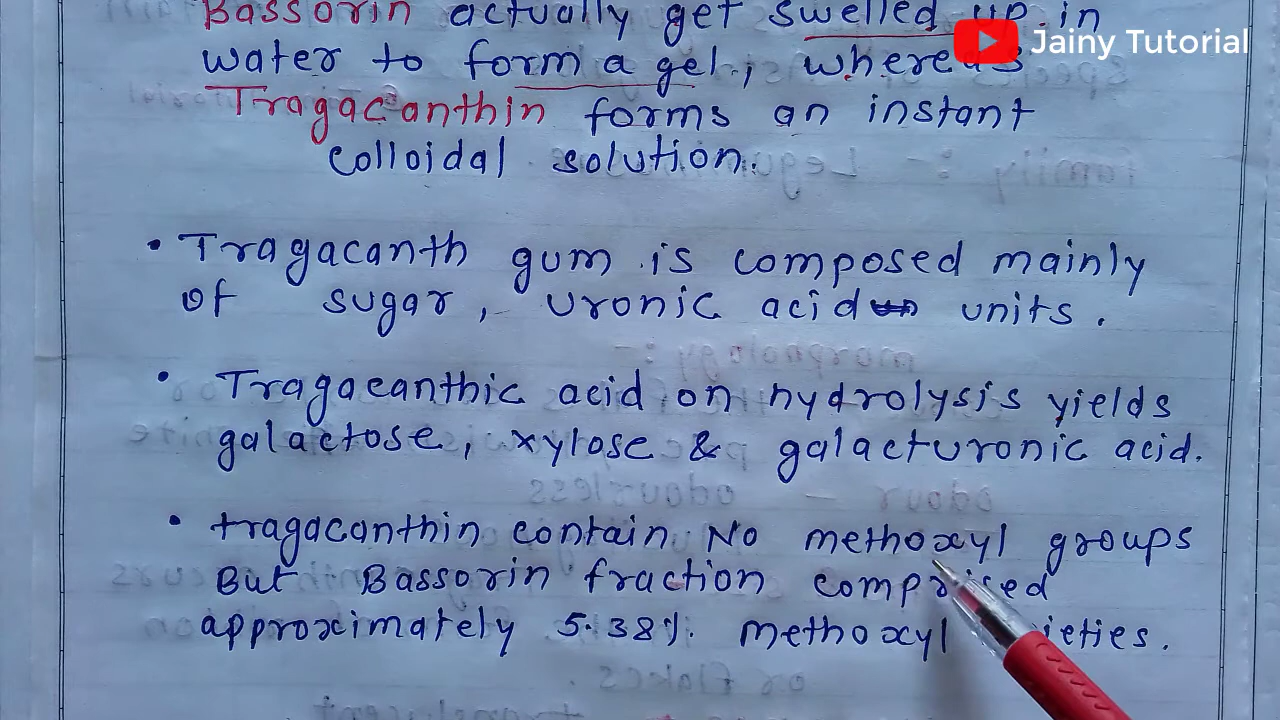 Bassorin actually get swelled up in
Jainy Tutorial
water to form a gel, whereas
Tragacanthin forms an instant
colloidal solution.
• Tragacanth gum is composed mainly
of sugar, uronic acid units.
• Tragacanthic acid on hydrolysis yields
galactose, xylose & galacturonic acid.
• tragacanthin contain No methoxyl groups
But Bassorin fraction comprised
approximately 5.38%. methoxyl